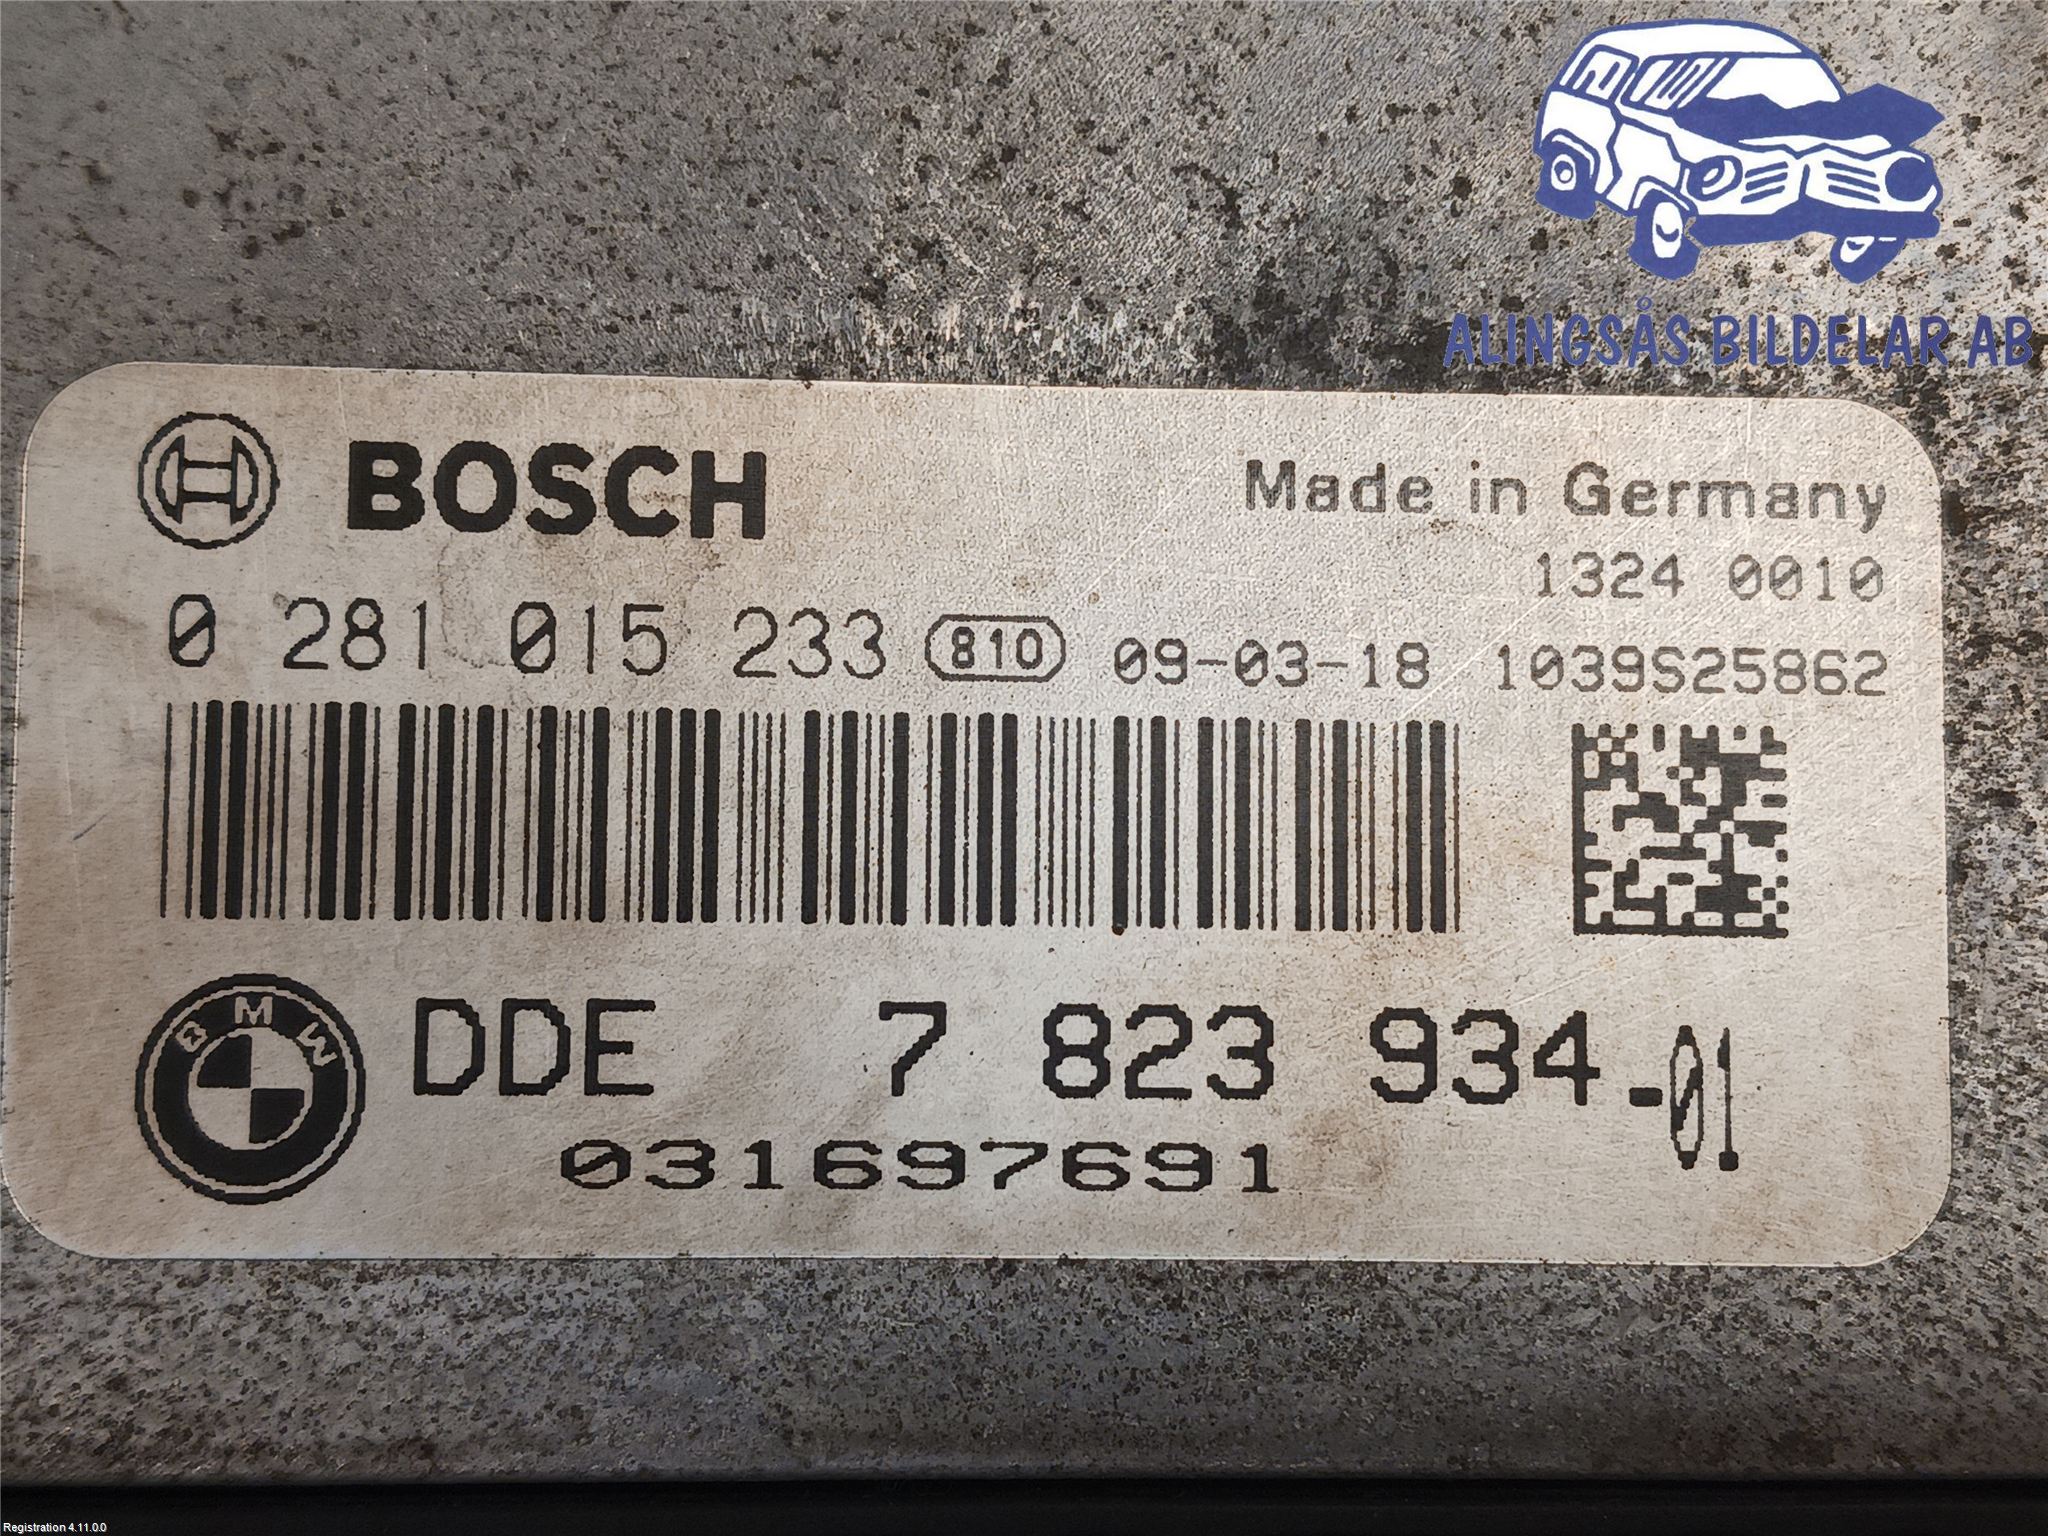 ALINGSÅS BILDELAR AB
BOSCH
Made in Germany
1324 0010
0 281 015 233 810 09-03-18 1039S25862
BMW DDE 7 823 934-01
031697691
Registration 4.11.0.0